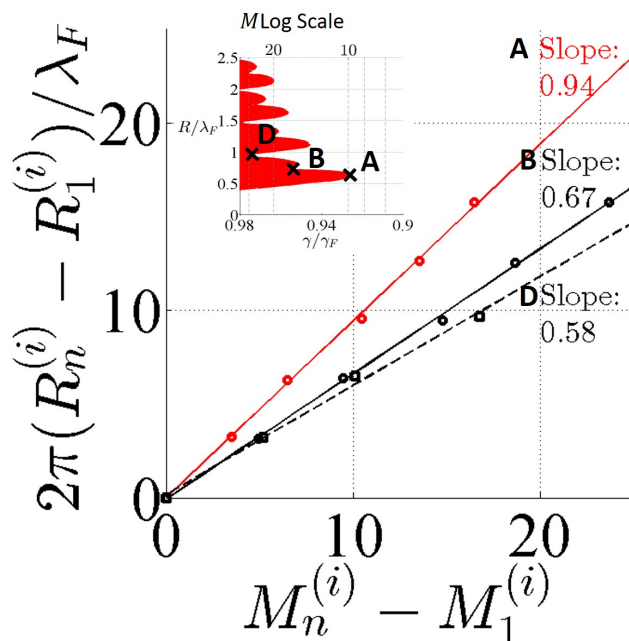 M Log Scale
20 10
2.5
2
R/λ_F 1.5
1
0.5
0
D
B
A
0.98 0.94 0.9
γ/γ_F
A Slope:
0.94
B Slope:
0.67
D Slope:
0.58
2π(R_n^{(i)} − R_1^{(i)})/λ_F
20
10
0
0 10 20
M_n^{(i)} − M_1^{(i)}